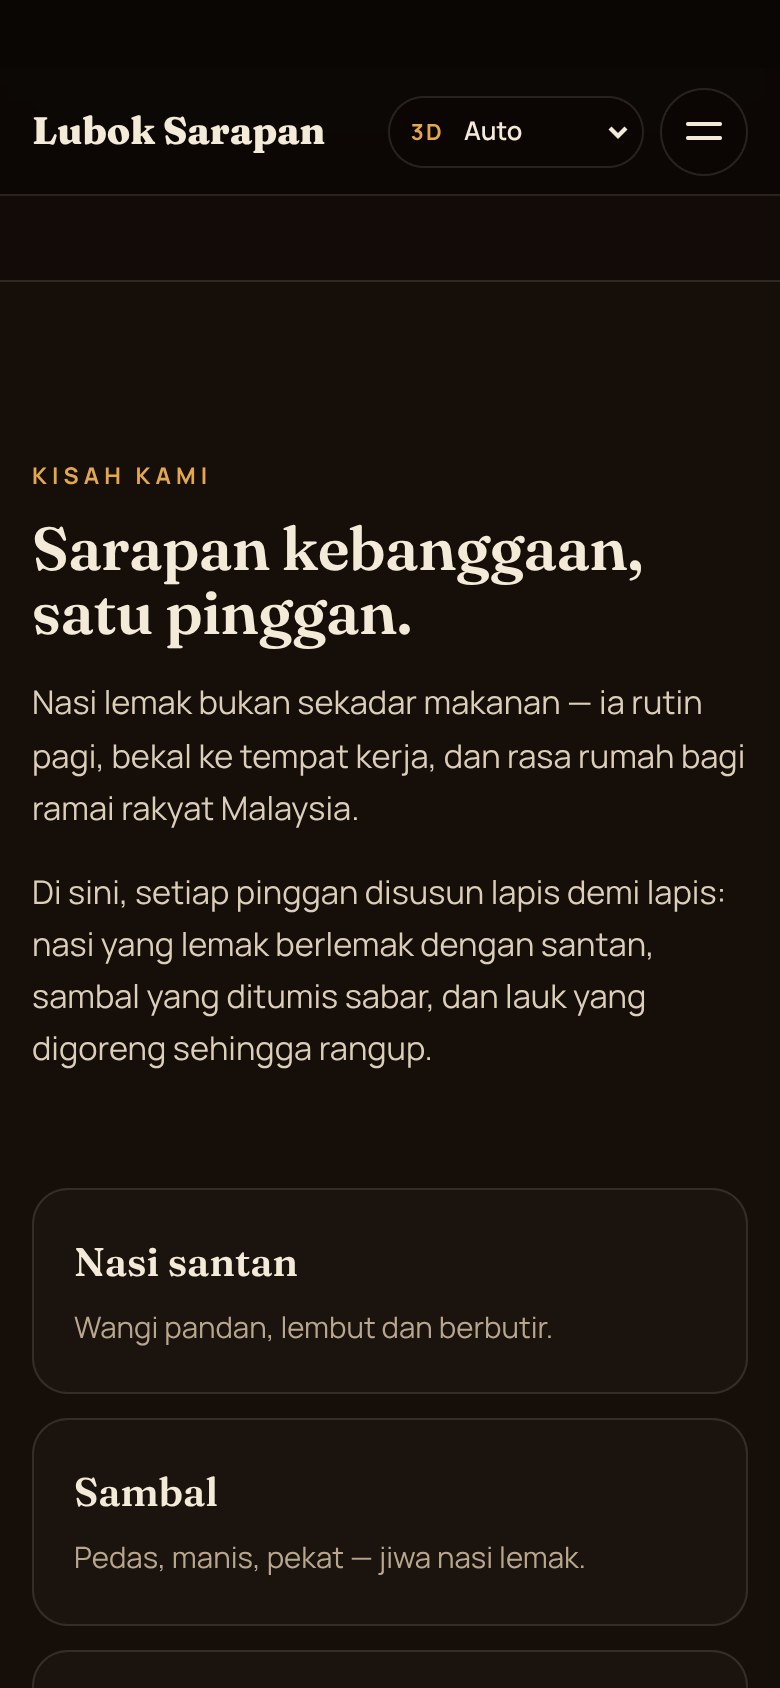 Lubok Sarapan
3D Auto
KISAH KAMI
Sarapan kebanggaan,
satu pinggan.
Nasi lemak bukan sekadar makanan — ia rutin
pagi, bekal ke tempat kerja, dan rasa rumah bagi
ramai rakyat Malaysia.
Di sini, setiap pinggan disusun lapis demi lapis:
nasi yang lemak berlemak dengan santan,
sambal yang ditumis sabar, dan lauk yang
digoreng sehingga rangup.
Nasi santan
Wangi pandan, lembut dan berbutir.
Sambal
Pedas, manis, pekat — jiwa nasi lemak.